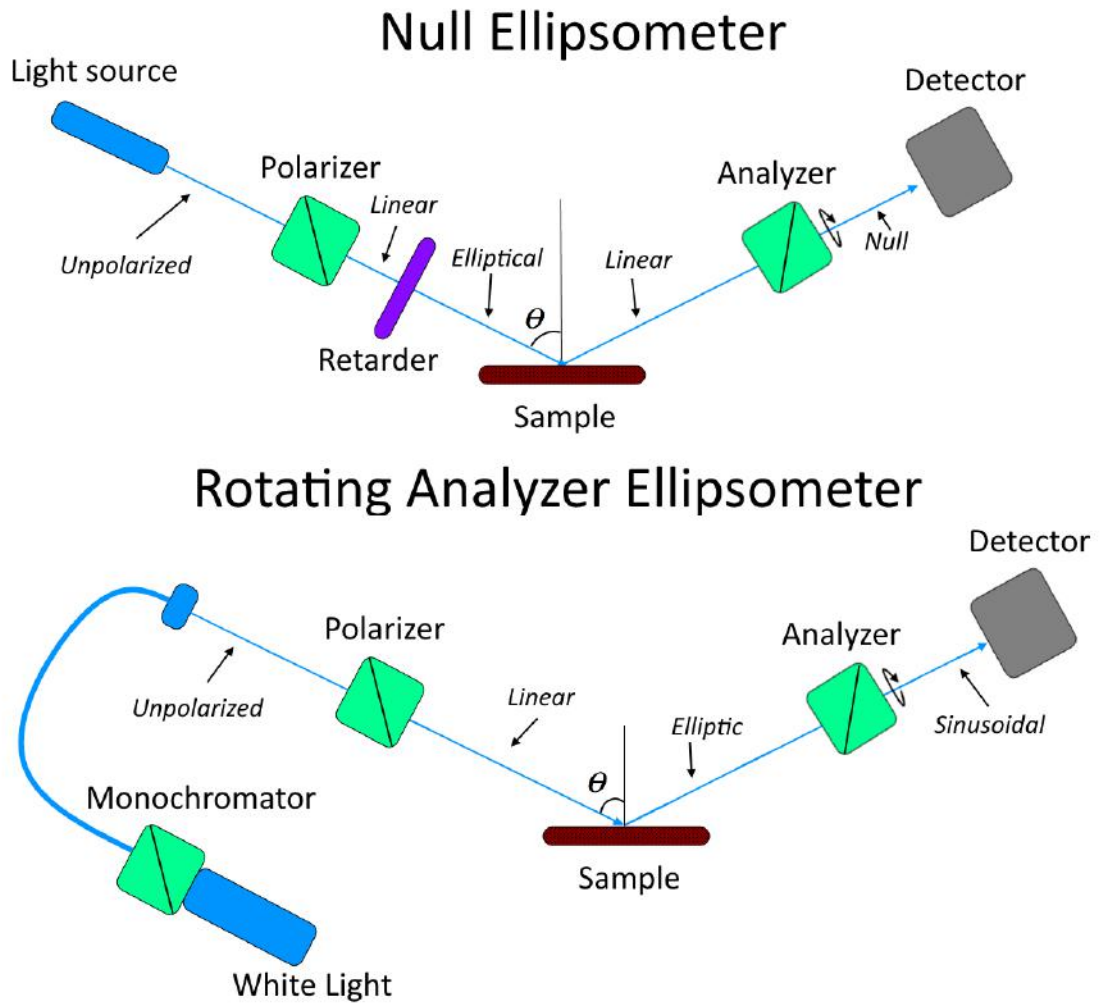 Null Ellipsometer
Light source
Detector
Polarizer
Analyzer
Linear
Unpolarized
Elliptical
Linear
Null
θ
Retarder
Sample
Rotating Analyzer Ellipsometer
Detector
Polarizer
Analyzer
Unpolarized
Linear
Elliptic
Sinusoidal
θ
Monochromator
Sample
White Light